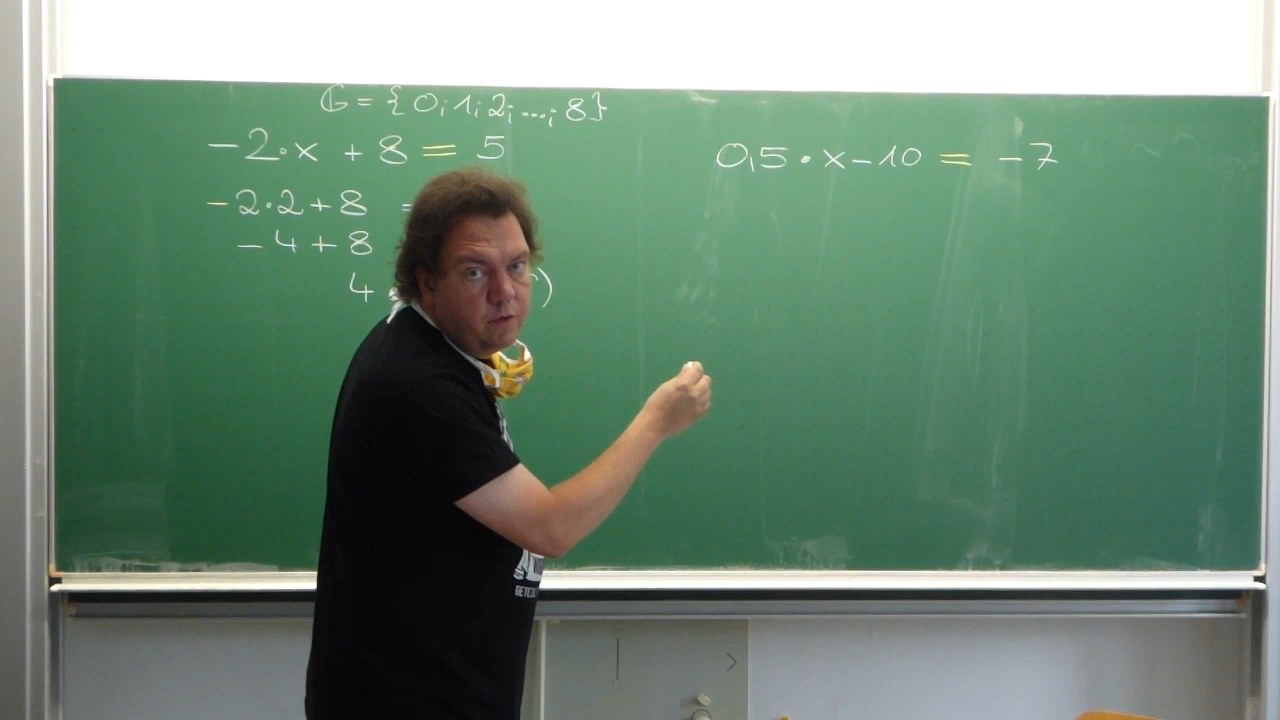 G = {0; 1; 2; ...; 8}
-2·x + 8 = 5
0,5·x-10 = -7
-2·2+8 =
-4+8
4